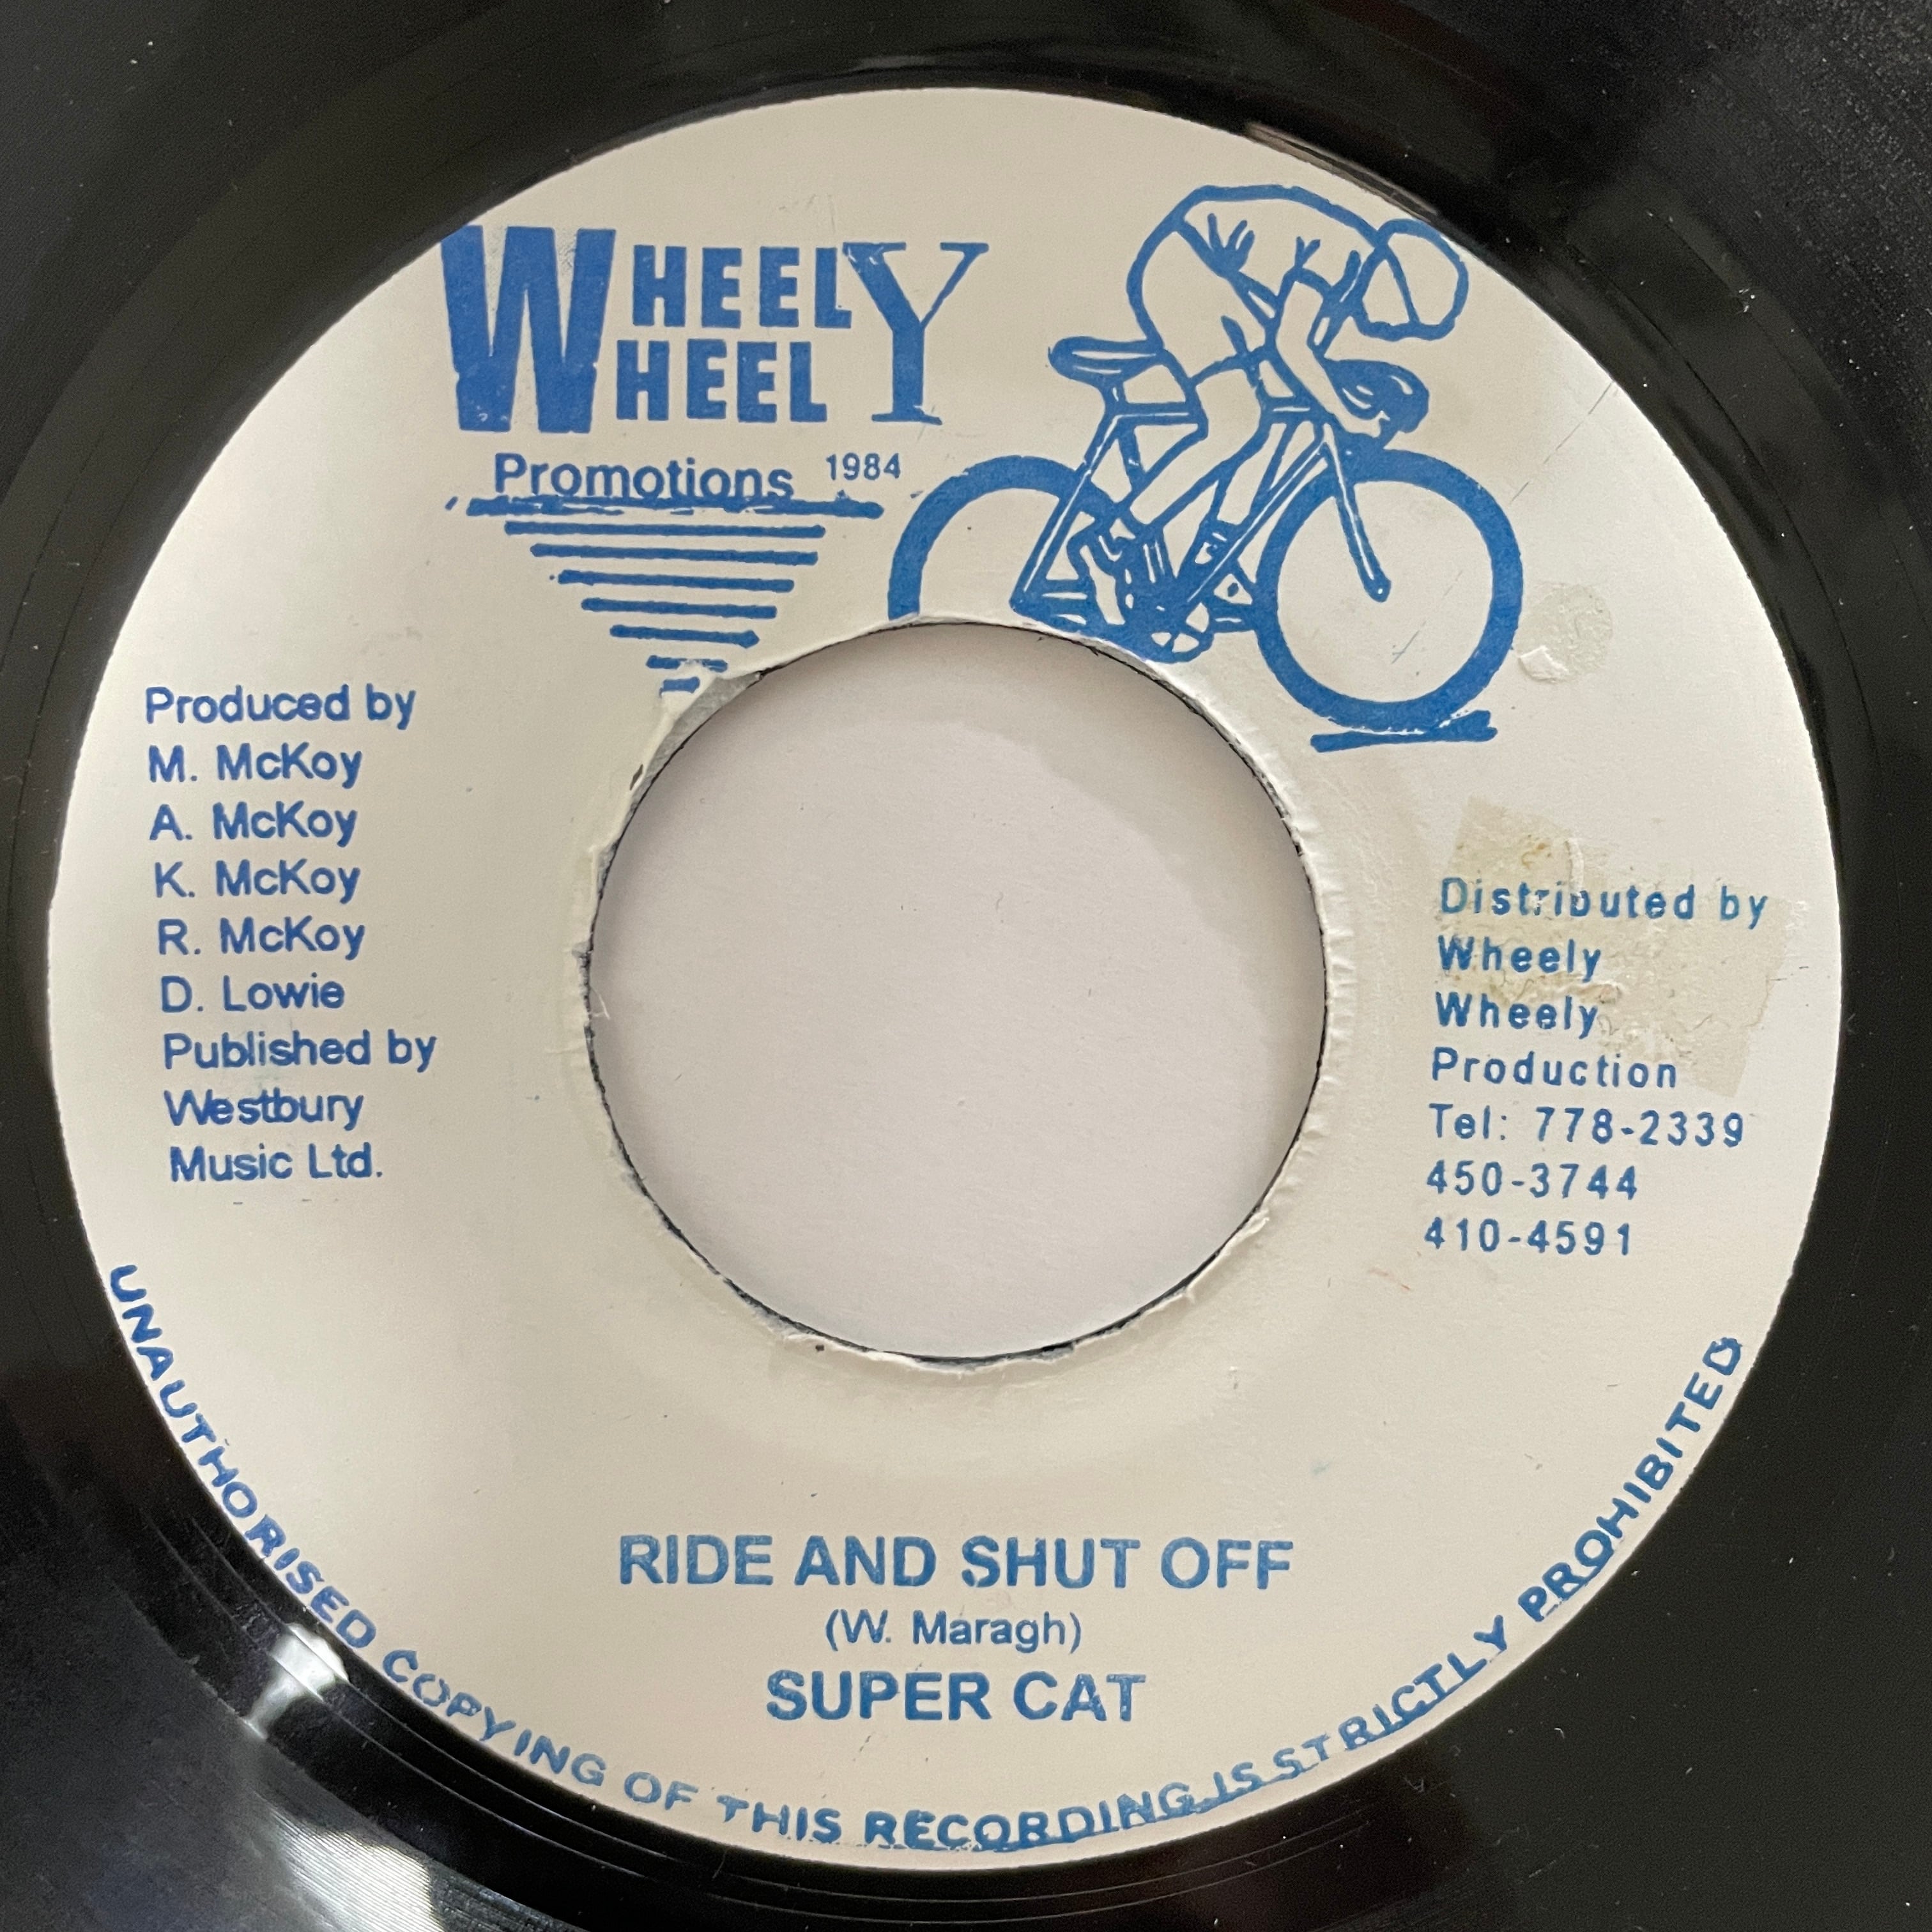 WHEELY
WHEELY
Promotions 1984
Produced by
M. McKoy
A. McKoy
K. McKoy
R. McKoy
D. Lowie
Published by
Westbury
Music Ltd.
Distributed by
Wheely
Wheely
Production
Tel: 778-2339
450-3744
410-4591
RIDE AND SHUT OFF
(W. Maragh)
SUPER CAT
UNAUTHORISED COPYING OF THIS RECORDING IS STRICTLY PROHIBITED